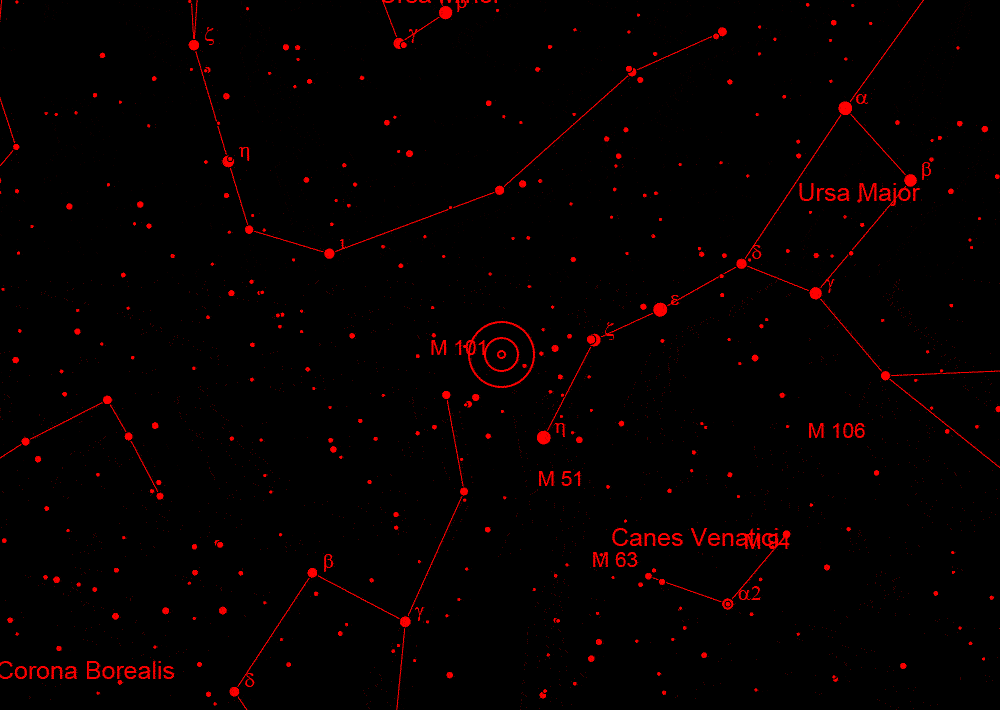 Ursa Minor
β
γ
ζ
α
η
β
Ursa Major
ι
δ
γ
ε
ζ
M 101
η
M 106
M 51
Canes Venatici
M 94
M 63
β
α2
γ
Corona Borealis
δ